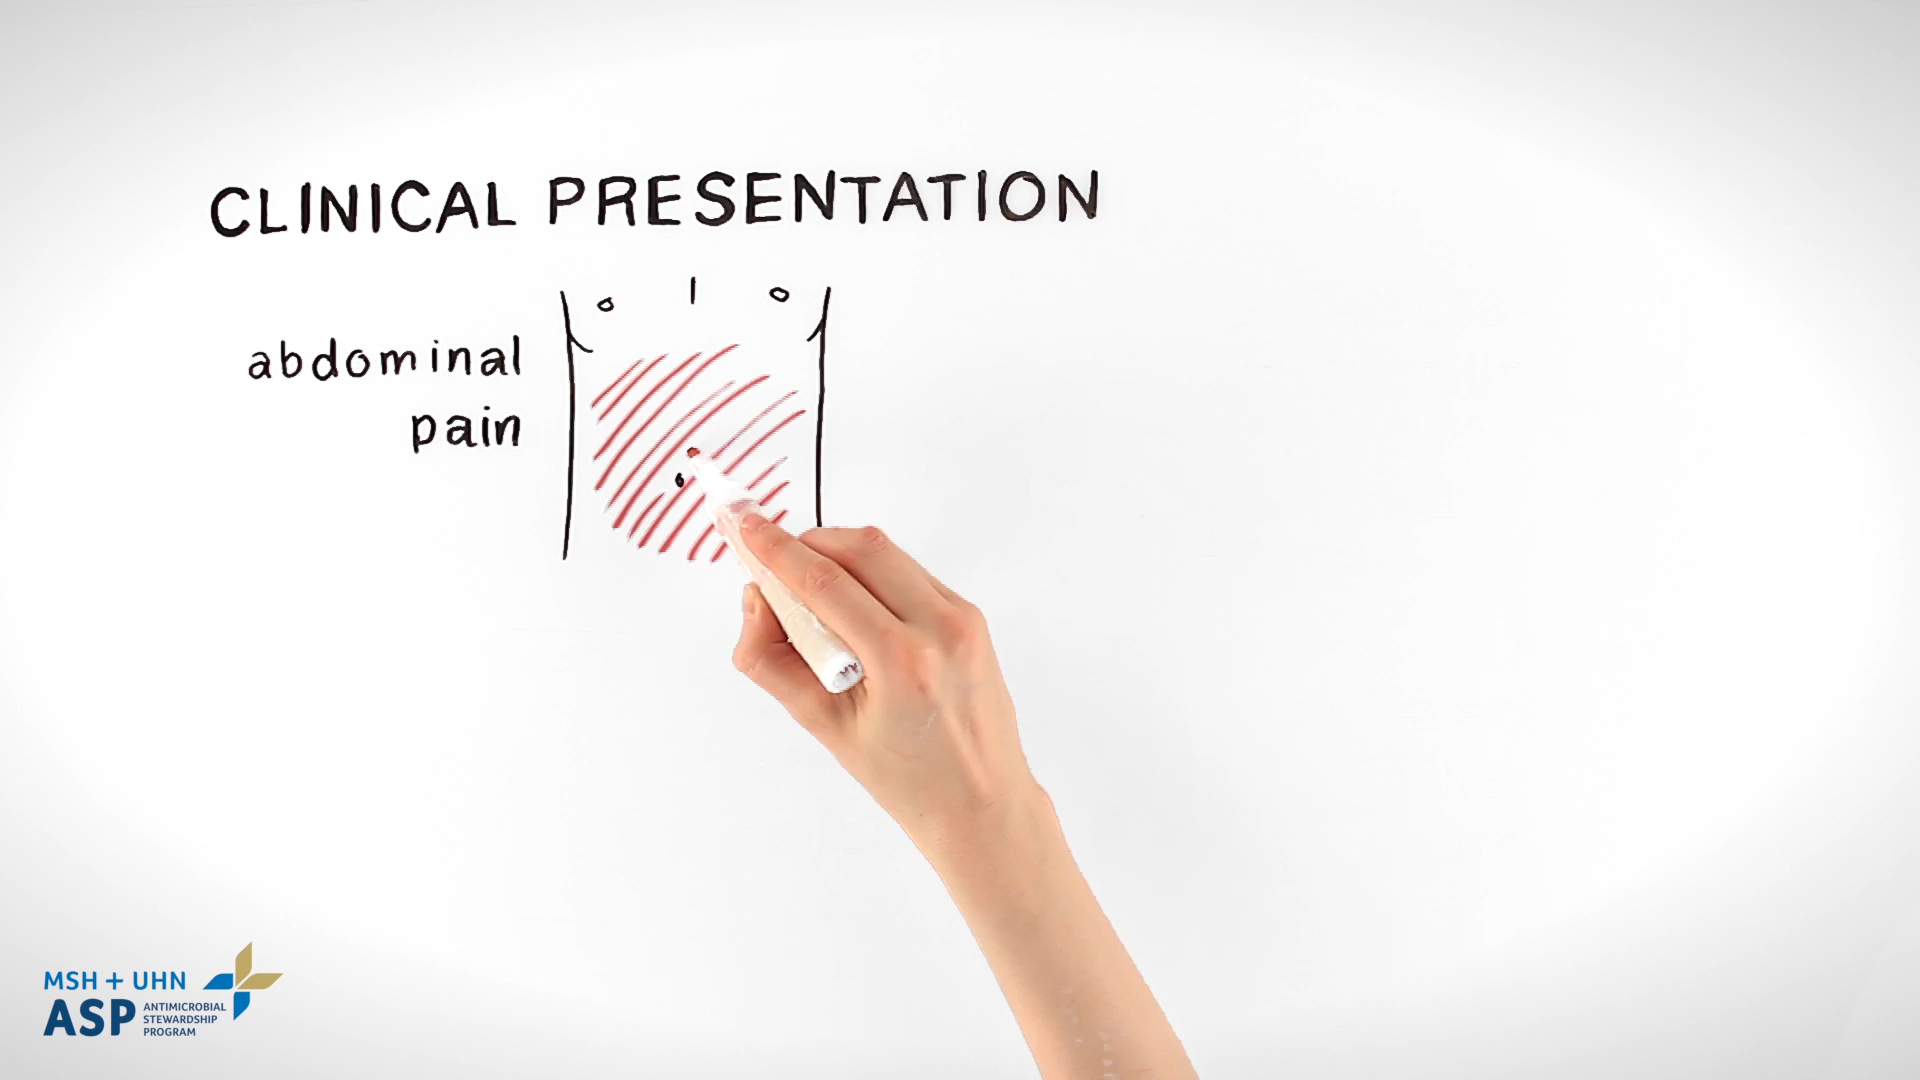 CLINICAL PRESENTATION
abdominal
pain
MSH + UHN
ASP
ANTIMICROBIAL
STEWARDSHIP
PROGRAM